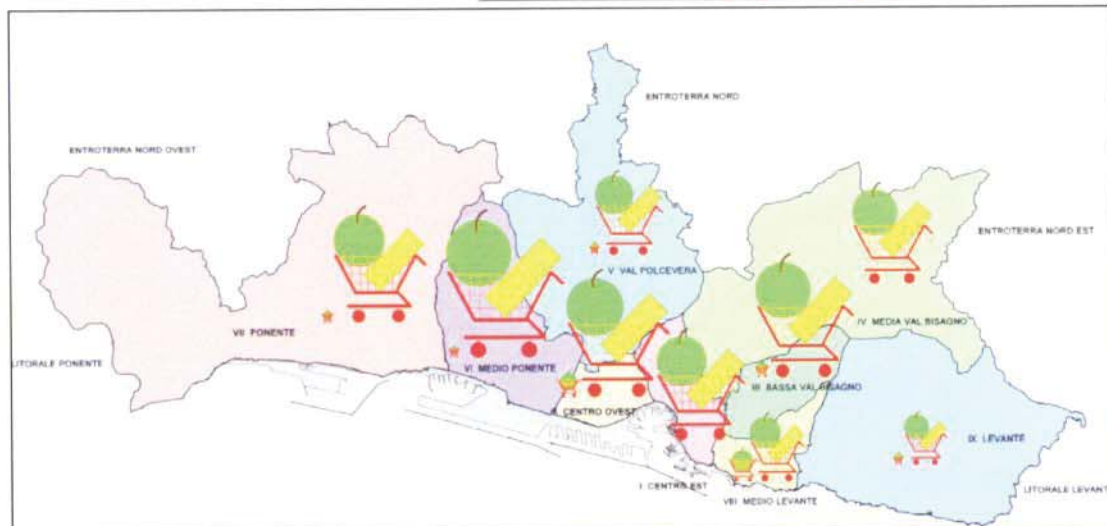 ENTROTERRA NORD
ENTROTERRA NORD OVEST
ENTROTERRA NORD EST
V VAL POLCEVERA
VII PONENTE
IV MEDIA VAL BISAGNO
LITORALE PONENTE
VI MEDIO PONENTE
III BASSA VAL BISAGNO
CENTRO OVEST
IX LEVANTE
I CENTRO EST
VIII MEDIO LEVANTE
LITORALE LEVANT